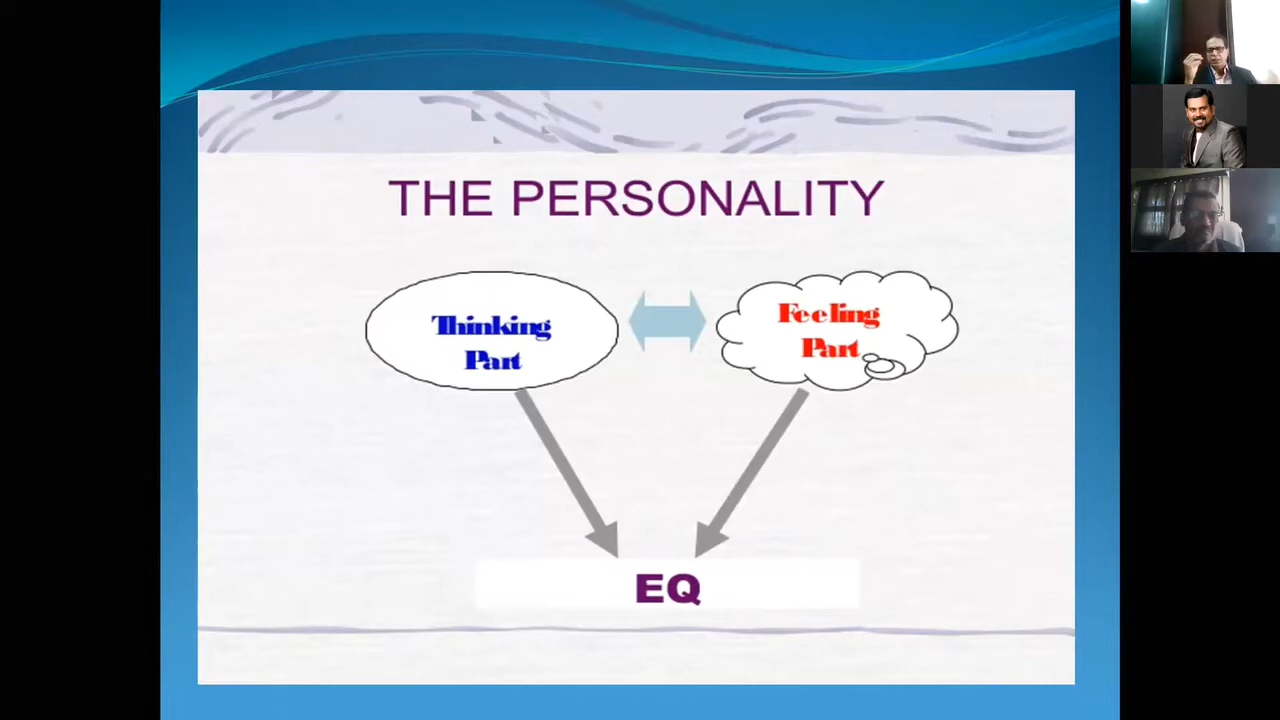 THE PERSONALITY
Thinking
Part
Feeling
Part
EQ